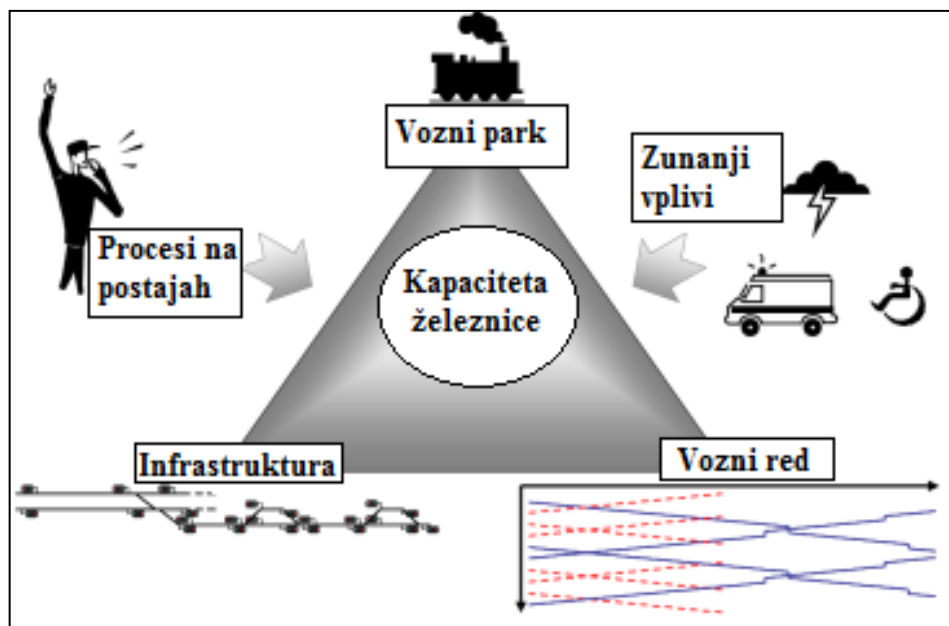 Vozni park
Zunanji
vplivi
Procesi na
postajah
Kapaciteta
železnice
Infrastruktura
Vozni red